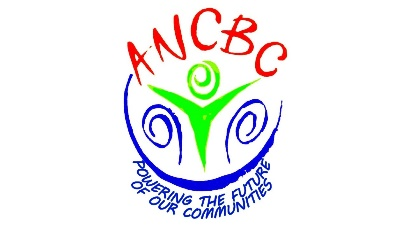 ANCBC
POWERING THE FUTURE
OF OUR COMMUNITIES